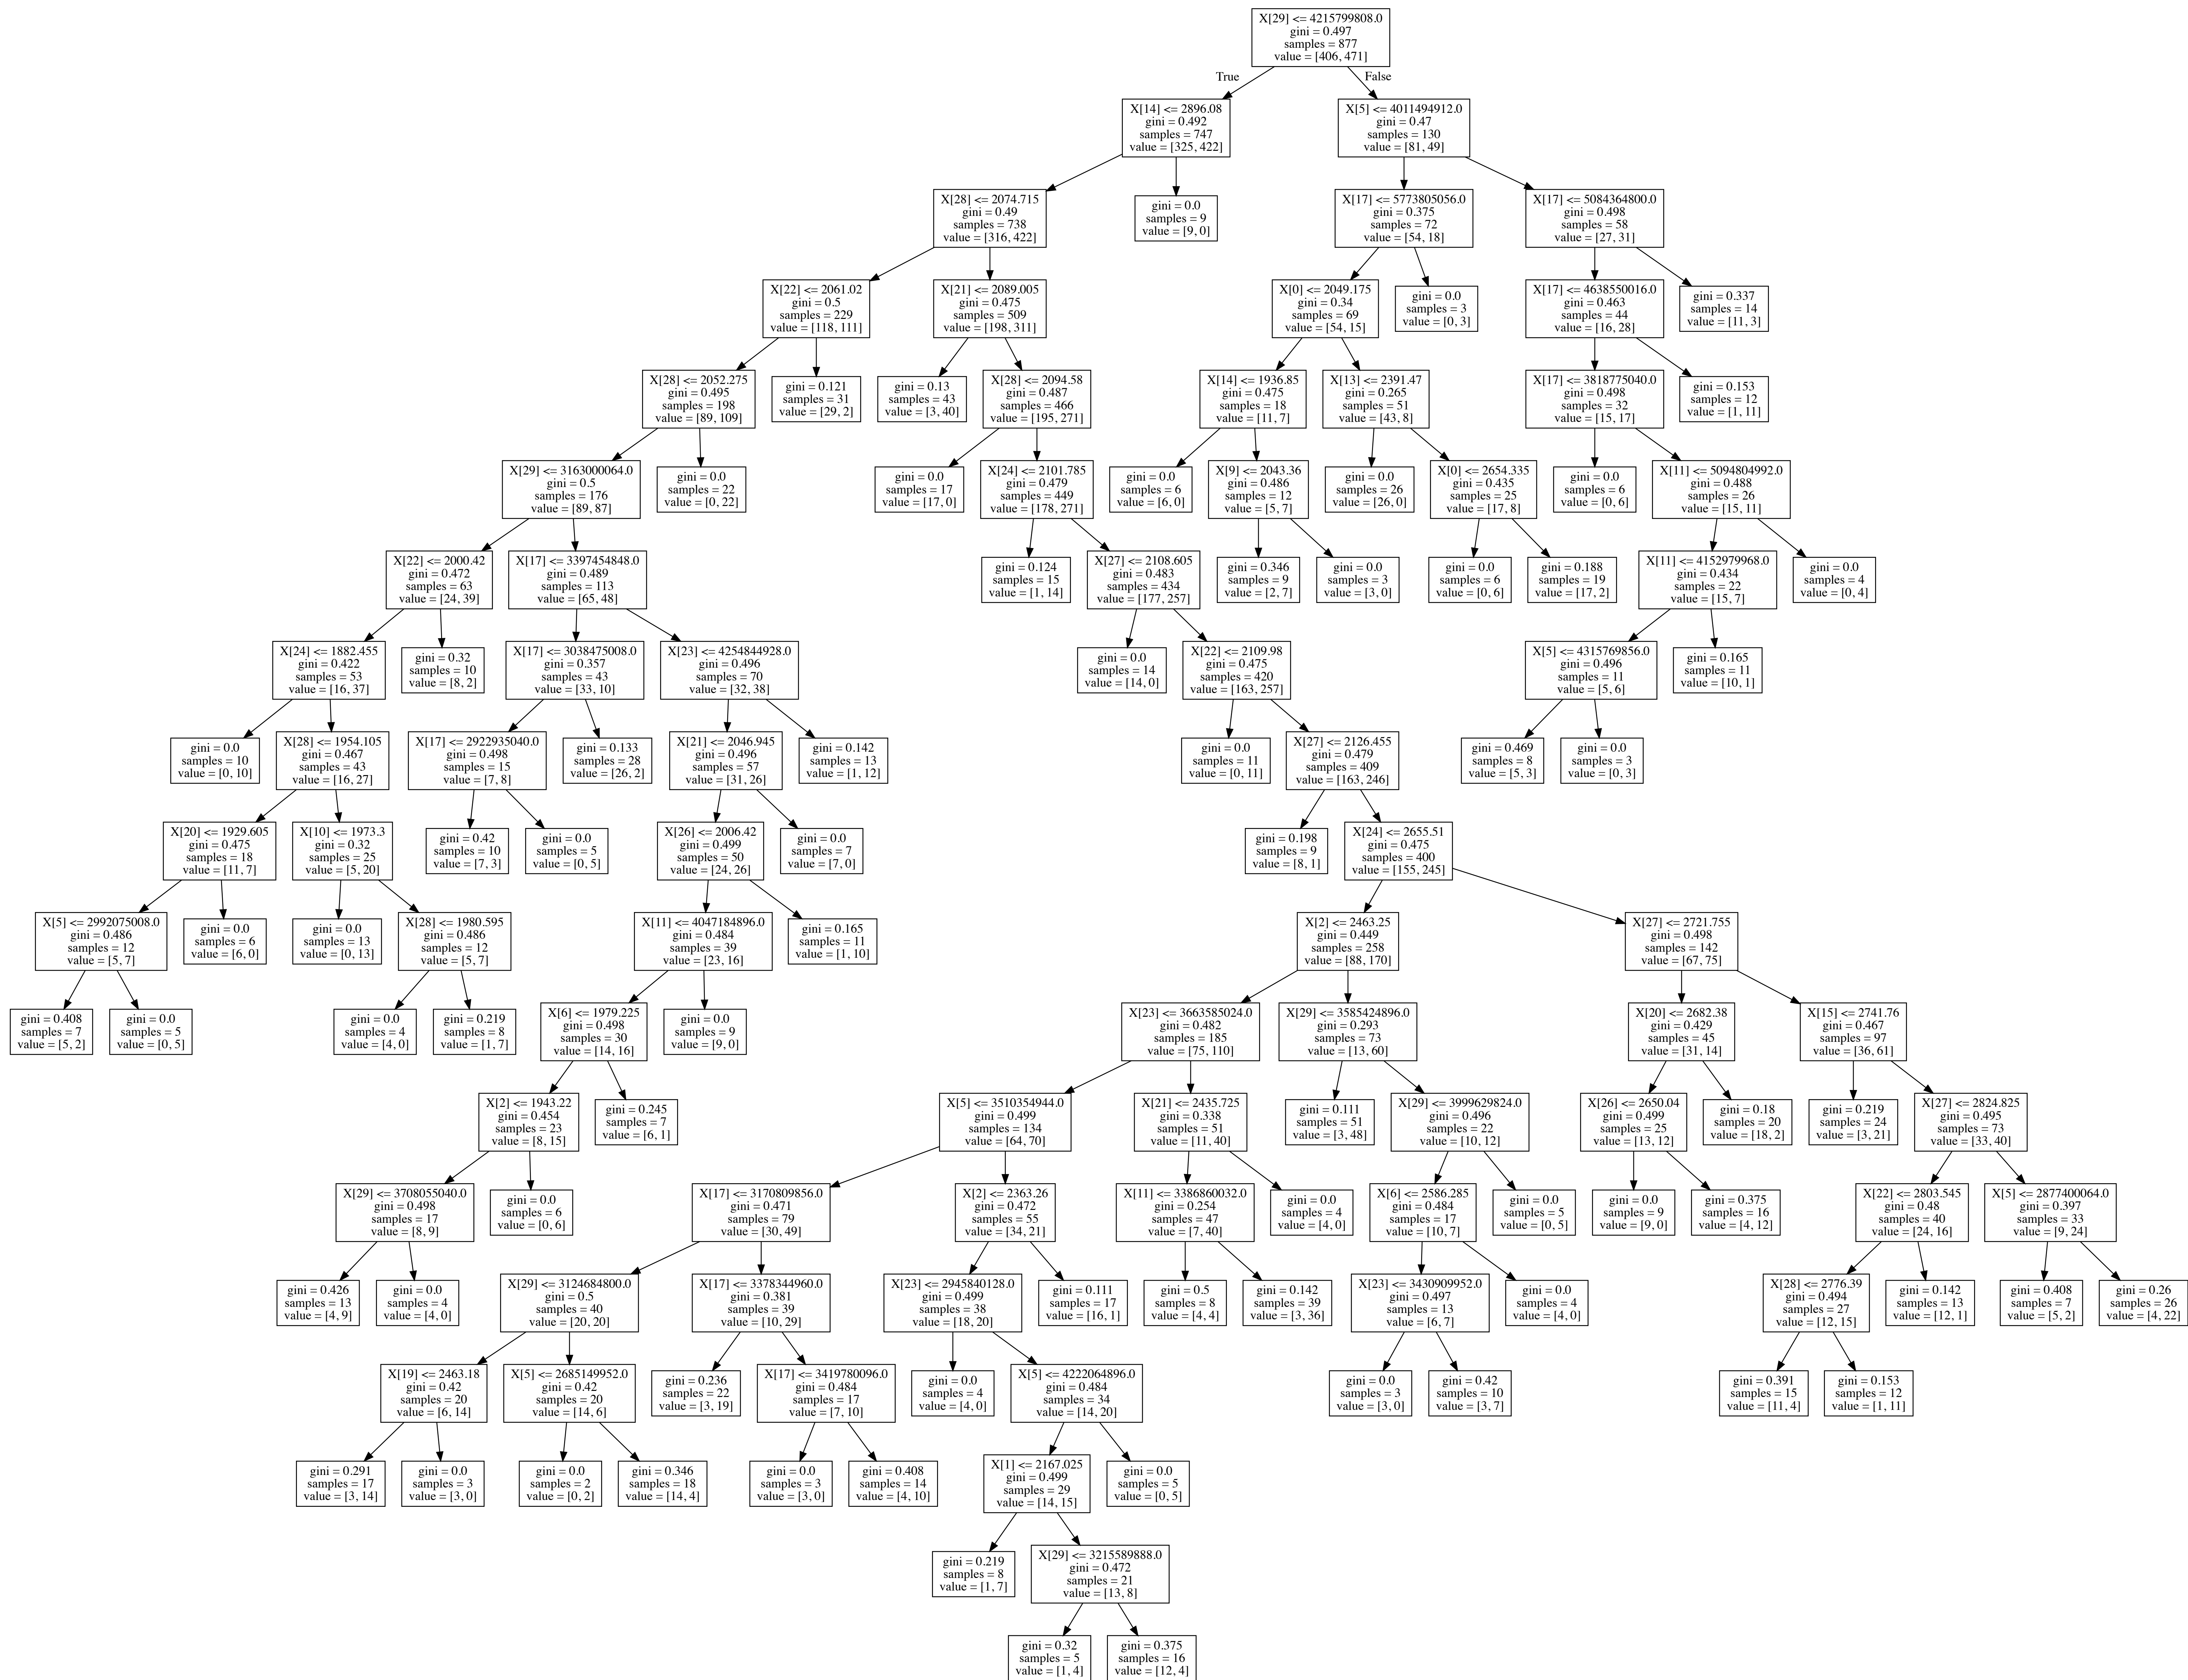 X[29] <= 4215799808.0
gini = 0.497
samples = 877
value = [406, 471]
True
False
X[14] <= 2896.08
gini = 0.492
samples = 747
value = [325, 422]
X[5] <= 4011494912.0
gini = 0.47
samples = 130
value = [81, 49]
X[28] <= 2074.715
gini = 0.49
samples = 738
value = [316, 422]
gini = 0.0
samples = 9
value = [9, 0]
X[17] <= 5773805056.0
gini = 0.375
samples = 72
value = [54, 18]
X[17] <= 5084364800.0
gini = 0.498
samples = 58
value = [27, 31]
X[22] <= 2061.02
gini = 0.5
samples = 229
value = [118, 111]
X[21] <= 2089.005
gini = 0.475
samples = 509
value = [198, 311]
X[0] <= 2049.175
gini = 0.34
samples = 69
value = [54, 15]
gini = 0.0
samples = 3
value = [0, 3]
X[17] <= 4638550016.0
gini = 0.463
samples = 44
value = [16, 28]
gini = 0.337
samples = 14
value = [11, 3]
X[28] <= 2052.275
gini = 0.495
samples = 198
value = [89, 109]
gini = 0.121
samples = 31
value = [29, 2]
gini = 0.13
samples = 43
value = [3, 40]
X[28] <= 2094.58
gini = 0.487
samples = 466
value = [195, 271]
X[14] <= 1936.85
gini = 0.475
samples = 18
value = [11, 7]
X[13] <= 2391.47
gini = 0.265
samples = 51
value = [43, 8]
X[17] <= 3818775040.0
gini = 0.498
samples = 32
value = [15, 17]
gini = 0.153
samples = 12
value = [1, 11]
X[29] <= 3163000064.0
gini = 0.5
samples = 176
value = [89, 87]
gini = 0.0
samples = 22
value = [0, 22]
gini = 0.0
samples = 17
value = [17, 0]
X[24] <= 2101.785
gini = 0.479
samples = 449
value = [178, 271]
gini = 0.0
samples = 6
value = [6, 0]
X[9] <= 2043.36
gini = 0.486
samples = 12
value = [5, 7]
gini = 0.0
samples = 26
value = [26, 0]
X[0] <= 2654.335
gini = 0.435
samples = 25
value = [17, 8]
gini = 0.0
samples = 6
value = [0, 6]
X[11] <= 5094804992.0
gini = 0.488
samples = 26
value = [15, 11]
X[22] <= 2000.42
gini = 0.472
samples = 63
value = [24, 39]
X[17] <= 3397454848.0
gini = 0.489
samples = 113
value = [65, 48]
gini = 0.124
samples = 15
value = [1, 14]
X[27] <= 2108.605
gini = 0.483
samples = 434
value = [177, 257]
gini = 0.346
samples = 9
value = [2, 7]
gini = 0.0
samples = 3
value = [3, 0]
gini = 0.0
samples = 6
value = [0, 6]
gini = 0.188
samples = 19
value = [17, 2]
X[11] <= 4152979968.0
gini = 0.434
samples = 22
value = [15, 7]
gini = 0.0
samples = 4
value = [0, 4]
X[24] <= 1882.455
gini = 0.422
samples = 53
value = [16, 37]
gini = 0.32
samples = 10
value = [8, 2]
X[17] <= 3038475008.0
gini = 0.357
samples = 43
value = [33, 10]
X[23] <= 4254844928.0
gini = 0.496
samples = 70
value = [32, 38]
gini = 0.0
samples = 14
value = [14, 0]
X[22] <= 2109.98
gini = 0.475
samples = 420
value = [163, 257]
X[5] <= 4315769856.0
gini = 0.496
samples = 11
value = [5, 6]
gini = 0.165
samples = 11
value = [10, 1]
gini = 0.0
samples = 10
value = [0, 10]
X[28] <= 1954.105
gini = 0.467
samples = 43
value = [16, 27]
X[17] <= 2922935040.0
gini = 0.498
samples = 15
value = [7, 8]
gini = 0.133
samples = 28
value = [26, 2]
X[21] <= 2046.945
gini = 0.496
samples = 57
value = [31, 26]
gini = 0.142
samples = 13
value = [1, 12]
gini = 0.0
samples = 11
value = [0, 11]
X[27] <= 2126.455
gini = 0.479
samples = 409
value = [163, 246]
gini = 0.469
samples = 8
value = [5, 3]
gini = 0.0
samples = 3
value = [0, 3]
X[20] <= 1929.605
gini = 0.475
samples = 18
value = [11, 7]
X[10] <= 1973.3
gini = 0.32
samples = 25
value = [5, 20]
gini = 0.42
samples = 10
value = [7, 3]
gini = 0.0
samples = 5
value = [0, 5]
X[26] <= 2006.42
gini = 0.499
samples = 50
value = [24, 26]
gini = 0.0
samples = 7
value = [7, 0]
gini = 0.198
samples = 9
value = [8, 1]
X[24] <= 2655.51
gini = 0.475
samples = 400
value = [155, 245]
X[5] <= 2992075008.0
gini = 0.486
samples = 12
value = [5, 7]
gini = 0.0
samples = 6
value = [6, 0]
gini = 0.0
samples = 13
value = [0, 13]
X[28] <= 1980.595
gini = 0.486
samples = 12
value = [5, 7]
X[11] <= 4047184896.0
gini = 0.484
samples = 39
value = [23, 16]
gini = 0.165
samples = 11
value = [1, 10]
X[2] <= 2463.25
gini = 0.449
samples = 258
value = [88, 170]
X[27] <= 2721.755
gini = 0.498
samples = 142
value = [67, 75]
gini = 0.408
samples = 7
value = [5, 2]
gini = 0.0
samples = 5
value = [0, 5]
gini = 0.0
samples = 4
value = [4, 0]
gini = 0.219
samples = 8
value = [1, 7]
X[6] <= 1979.225
gini = 0.498
samples = 30
value = [14, 16]
gini = 0.0
samples = 9
value = [9, 0]
X[23] <= 3663585024.0
gini = 0.482
samples = 185
value = [75, 110]
X[29] <= 3585424896.0
gini = 0.293
samples = 73
value = [13, 60]
X[20] <= 2682.38
gini = 0.429
samples = 45
value = [31, 14]
X[15] <= 2741.76
gini = 0.467
samples = 97
value = [36, 61]
X[2] <= 1943.22
gini = 0.454
samples = 23
value = [8, 15]
gini = 0.245
samples = 7
value = [6, 1]
X[5] <= 3510354944.0
gini = 0.499
samples = 134
value = [64, 70]
X[21] <= 2435.725
gini = 0.338
samples = 51
value = [11, 40]
gini = 0.111
samples = 51
value = [3, 48]
X[29] <= 3999629824.0
gini = 0.496
samples = 22
value = [10, 12]
X[26] <= 2650.04
gini = 0.499
samples = 25
value = [13, 12]
gini = 0.18
samples = 20
value = [18, 2]
gini = 0.219
samples = 24
value = [3, 21]
X[27] <= 2824.825
gini = 0.495
samples = 73
value = [33, 40]
X[29] <= 3708055040.0
gini = 0.498
samples = 17
value = [8, 9]
gini = 0.0
samples = 6
value = [0, 6]
X[17] <= 3170809856.0
gini = 0.471
samples = 79
value = [30, 49]
X[2] <= 2363.26
gini = 0.472
samples = 55
value = [34, 21]
X[11] <= 3386860032.0
gini = 0.254
samples = 47
value = [7, 40]
gini = 0.0
samples = 4
value = [4, 0]
X[6] <= 2586.285
gini = 0.484
samples = 17
value = [10, 7]
gini = 0.0
samples = 5
value = [0, 5]
gini = 0.0
samples = 9
value = [9, 0]
gini = 0.375
samples = 16
value = [4, 12]
X[22] <= 2803.545
gini = 0.48
samples = 40
value = [24, 16]
X[5] <= 2877400064.0
gini = 0.397
samples = 33
value = [9, 24]
gini = 0.426
samples = 13
value = [4, 9]
gini = 0.0
samples = 4
value = [4, 0]
X[29] <= 3124684800.0
gini = 0.5
samples = 40
value = [20, 20]
X[17] <= 3378344960.0
gini = 0.381
samples = 39
value = [10, 29]
X[23] <= 2945840128.0
gini = 0.499
samples = 38
value = [18, 20]
gini = 0.111
samples = 17
value = [16, 1]
gini = 0.5
samples = 8
value = [4, 4]
gini = 0.142
samples = 39
value = [3, 36]
X[23] <= 3430909952.0
gini = 0.497
samples = 13
value = [6, 7]
gini = 0.0
samples = 4
value = [4, 0]
X[28] <= 2776.39
gini = 0.494
samples = 27
value = [12, 15]
gini = 0.142
samples = 13
value = [12, 1]
gini = 0.408
samples = 7
value = [5, 2]
gini = 0.26
samples = 26
value = [4, 22]
X[19] <= 2463.18
gini = 0.42
samples = 20
value = [6, 14]
X[5] <= 2685149952.0
gini = 0.42
samples = 20
value = [14, 6]
gini = 0.236
samples = 22
value = [3, 19]
X[17] <= 3419780096.0
gini = 0.484
samples = 17
value = [7, 10]
gini = 0.0
samples = 4
value = [4, 0]
X[5] <= 4222064896.0
gini = 0.484
samples = 34
value = [14, 20]
gini = 0.0
samples = 3
value = [3, 0]
gini = 0.42
samples = 10
value = [3, 7]
gini = 0.391
samples = 15
value = [11, 4]
gini = 0.153
samples = 12
value = [1, 11]
gini = 0.291
samples = 17
value = [3, 14]
gini = 0.0
samples = 3
value = [3, 0]
gini = 0.0
samples = 2
value = [0, 2]
gini = 0.346
samples = 18
value = [14, 4]
gini = 0.0
samples = 3
value = [3, 0]
gini = 0.408
samples = 14
value = [4, 10]
X[1] <= 2167.025
gini = 0.499
samples = 29
value = [14, 15]
gini = 0.0
samples = 5
value = [0, 5]
gini = 0.219
samples = 8
value = [1, 7]
X[29] <= 3215589888.0
gini = 0.472
samples = 21
value = [13, 8]
gini = 0.32
samples = 5
value = [1, 4]
gini = 0.375
samples = 16
value = [12, 4]